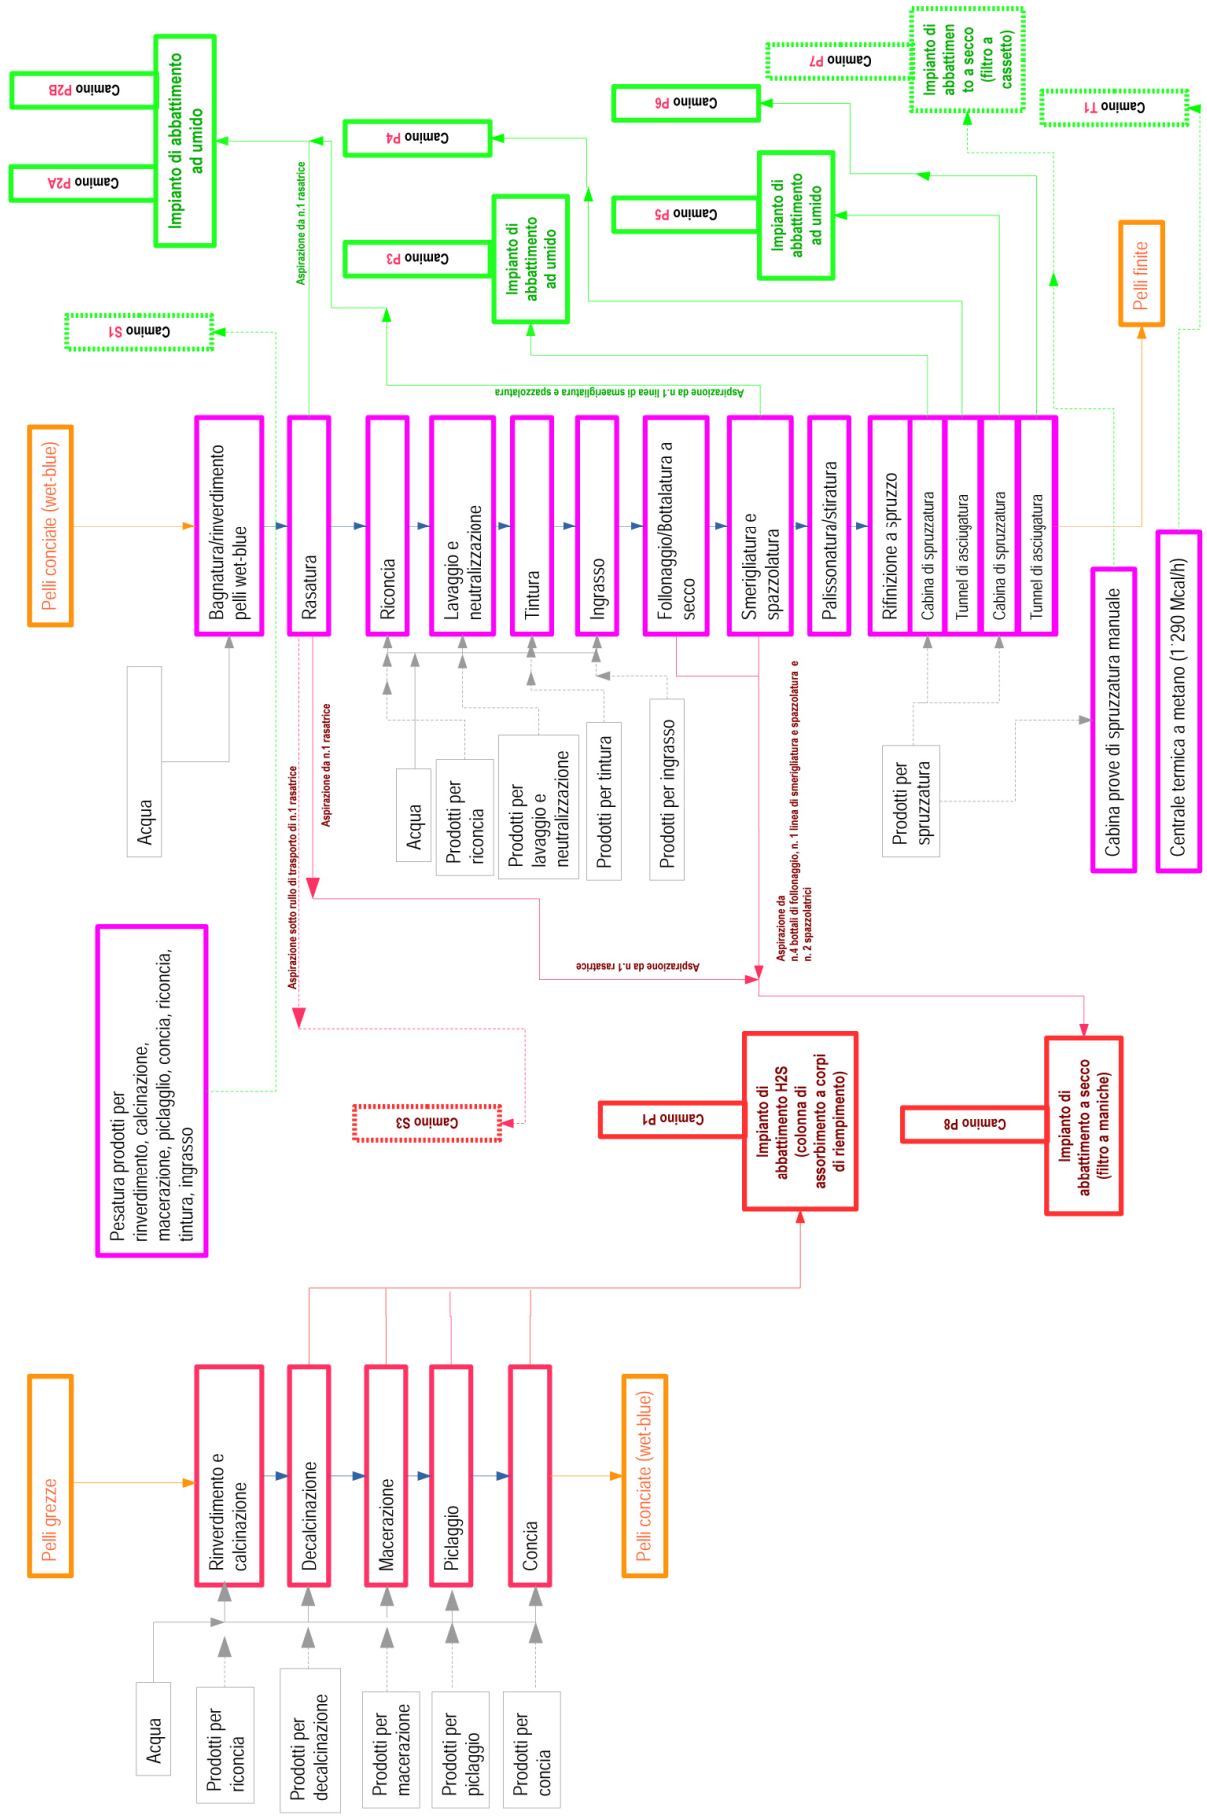 Pelli grezze
Acqua
Prodotti per
riconcia
Rinverdimento e
calcinazione
Prodotti per
decalcinazione
Decalcinazione
Prodotti per
macerazione
Macerazione
Prodotti per
piclaggio
Piclaggio
Prodotti per
concia
Concia
Pelli conciate (wet-blue)
Pesatura prodotti per
rinverdimento, calcinazione,
macerazione, piclagglio, concia, riconcia,
tintura, ingrasso
Camino S1
Aspirazione sotto rullo di trasporto di n.1 rasatrice
Camino S3
Camino P1
Impianto di
abbattimento H2S
(colonna di
assorbimento a corpi
di riempimento)
Camino P8
Impianto di
abbattimento a secco
(filtro a maniche)
Pelli conciate (wet-blue)
Acqua
Bagnatura/rinverdimento
pelli wet-blue
Rasatura
Aspirazione da n.1 rasatrice
Aspirazione da n.1 rasatrice
Riconcia
Acqua
Prodotti per
riconcia
Lavaggio e
neutralizzazione
Prodotti per
lavaggio e
neutralizzazione
Tintura
Prodotti per tintura
Ingrasso
Prodotti per ingrasso
Follonaggio/Bottalatura a
secco
Smerigliatura e
spazzolatura
Aspirazione da
n.4 bottali di follonaggio, n. 1 linea di smerigliatura e spazzolatura e
n. 2 spazzolatrici
Palissonatura/stiratura
Rifinizione a spruzzo
Cabina di spruzzatura
Tunnel di asciugatura
Cabina di spruzzatura
Tunnel di asciugatura
Prodotti per
spruzzatura
Cabina prove di spruzzatura manuale
Centrale termica a metano (1˙290 Mcal/h)
Pelli finite
Aspirazione da n.1 rasatrice
Aspirazione da n.1 linea di smaerigliatura e spazzolatura
Camino P2A
Camino P2B
Impianto di abbattimento
ad umido
Camino P3
Impianto di
abbattimento
ad umido
Camino P4
Camino P5
Impianto di
abbattimento
ad umido
Camino P6
Camino P7
Impianto di
abbattimen
to a secco
(filtro a
cassetto)
Camino T1